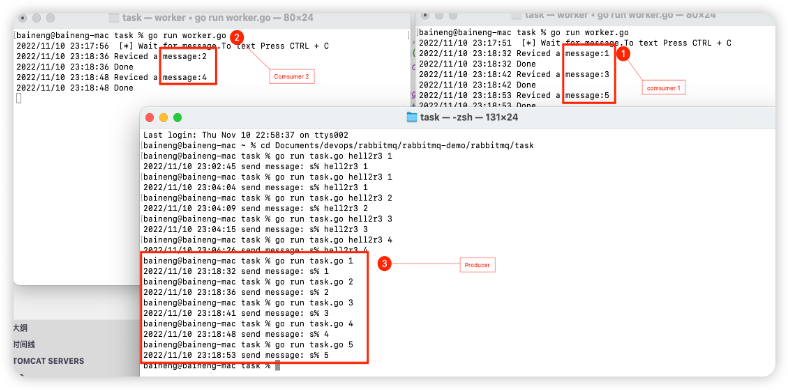 task — worker • go run worker.go — 80×24
baineng@baineng-mac task % go run worker.go
2022/11/10 23:17:56 [*] Wait for message.To text Press CTRL + C
2022/11/10 23:18:36 Reviced a message:2
2022/11/10 23:18:36 Done
2022/11/10 23:18:48 Reviced a message:4
2022/11/10 23:18:48 Done
2
Comsumer 2
task — worker • go run worker.go — 80×24
baineng@baineng-mac task % go run worker.go
2022/11/10 23:17:51 [*] Wait for message.To text Press CTRL + C
2022/11/10 23:18:32 Reviced a message:1
2022/11/10 23:18:32 Done
2022/11/10 23:18:42 Reviced a message:3
2022/11/10 23:18:42 Done
2022/11/10 23:18:53 Reviced a message:5
2022/11/10 23:18:53 Done
1
comsumer 1
task — -zsh — 131×24
Last login: Thu Nov 10 22:58:37 on ttys002
baineng@baineng-mac ~ % cd Documents/devops/rabbitmq/rabbitmq-demo/rabbitmq/task
baineng@baineng-mac task % go run task.go hell2r3 1
2022/11/10 23:02:45 send message: s% hell2r3 1
baineng@baineng-mac task % go run task.go hell2r3 1
2022/11/10 23:04:04 send message: s% hell2r3 1
baineng@baineng-mac task % go run task.go hell2r3 2
2022/11/10 23:04:09 send message: s% hell2r3 2
baineng@baineng-mac task % go run task.go hell2r3 3
2022/11/10 23:04:15 send message: s% hell2r3 3
baineng@baineng-mac task % go run task.go hell2r3 4
2022/11/10 23:04:26 send message: s% hell2r3 4
baineng@baineng-mac task % go run task.go 1
2022/11/10 23:18:32 send message: s% 1
baineng@baineng-mac task % go run task.go 2
2022/11/10 23:18:36 send message: s% 2
baineng@baineng-mac task % go run task.go 3
2022/11/10 23:18:41 send message: s% 3
baineng@baineng-mac task % go run task.go 4
2022/11/10 23:18:48 send message: s% 4
baineng@baineng-mac task % go run task.go 5
2022/11/10 23:18:53 send message: s% 5
baineng@baineng-mac task %
3
Producer
大纲
时间线
TOMCAT SERVERS